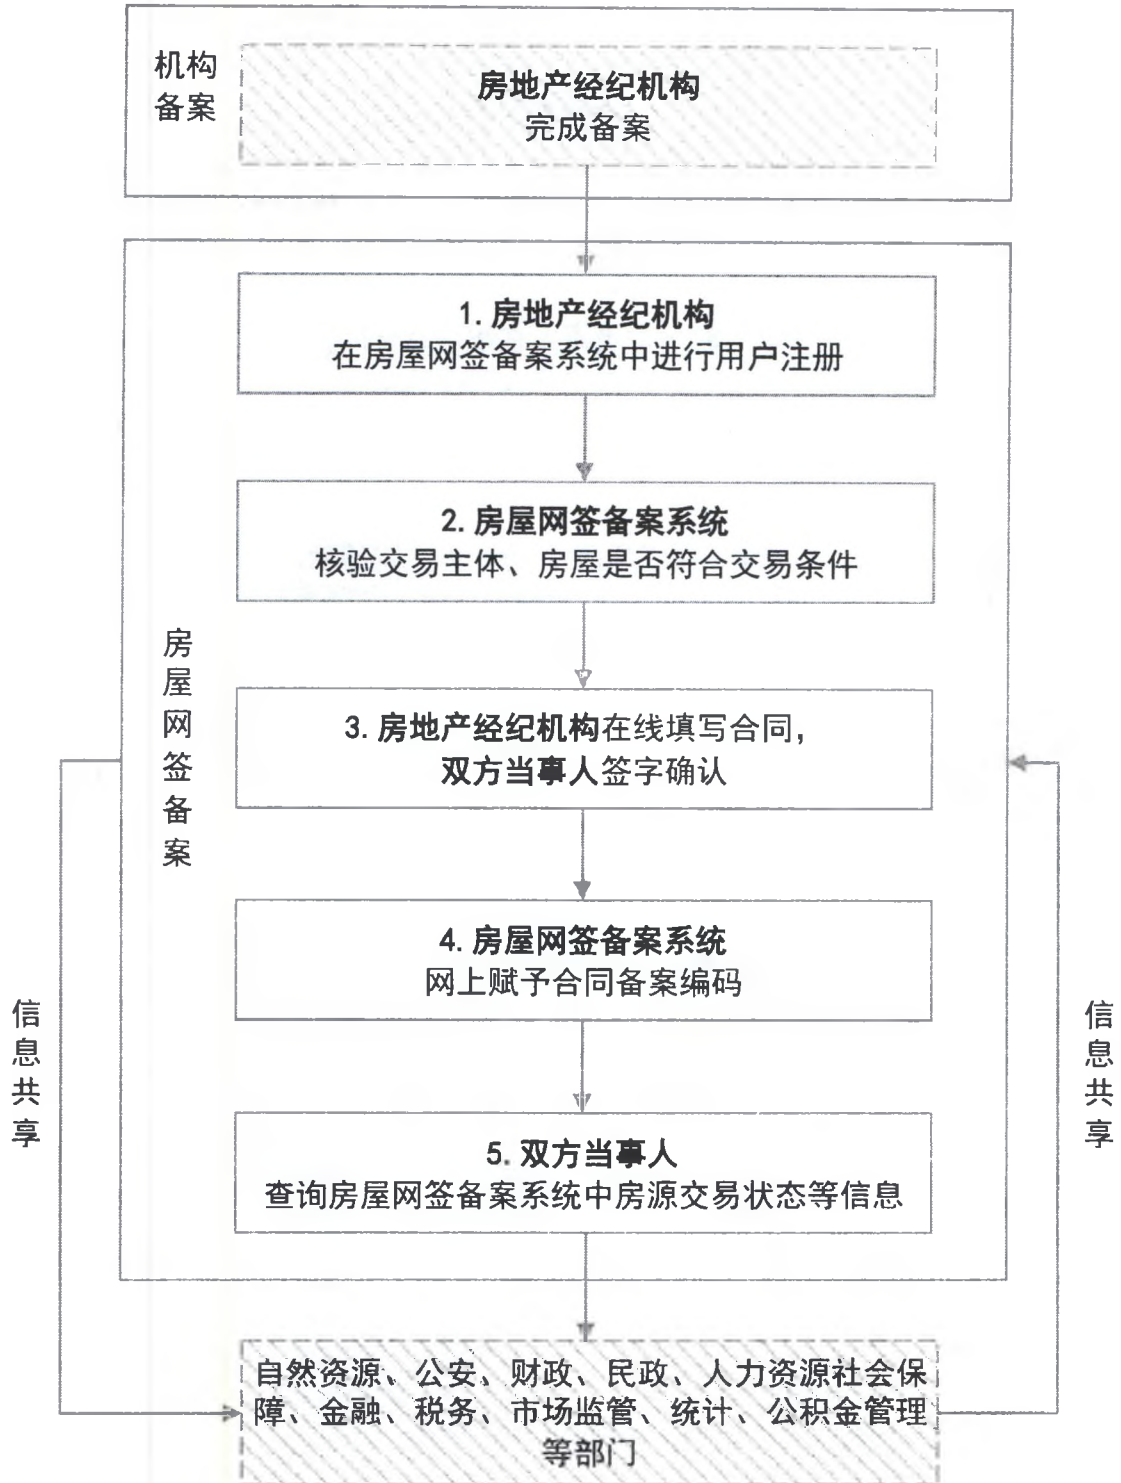 机构
备案
房地产经纪机构
完成备案
1. 房地产经纪机构
在房屋网签备案系统中进行用户注册
2. 房屋网签备案系统
核验交易主体、房屋是否符合交易条件
房屋网签备案
3. 房地产经纪机构在线填写合同，
双方当事人签字确认
4. 房屋网签备案系统
网上赋予合同备案编码
信息共享
信息共享
5. 双方当事人
查询房屋网签备案系统中房源交易状态等信息
自然资源、公安、财政、民政、人力资源社会保
障、金融、税务、市场监管、统计、公积金管理
等部门